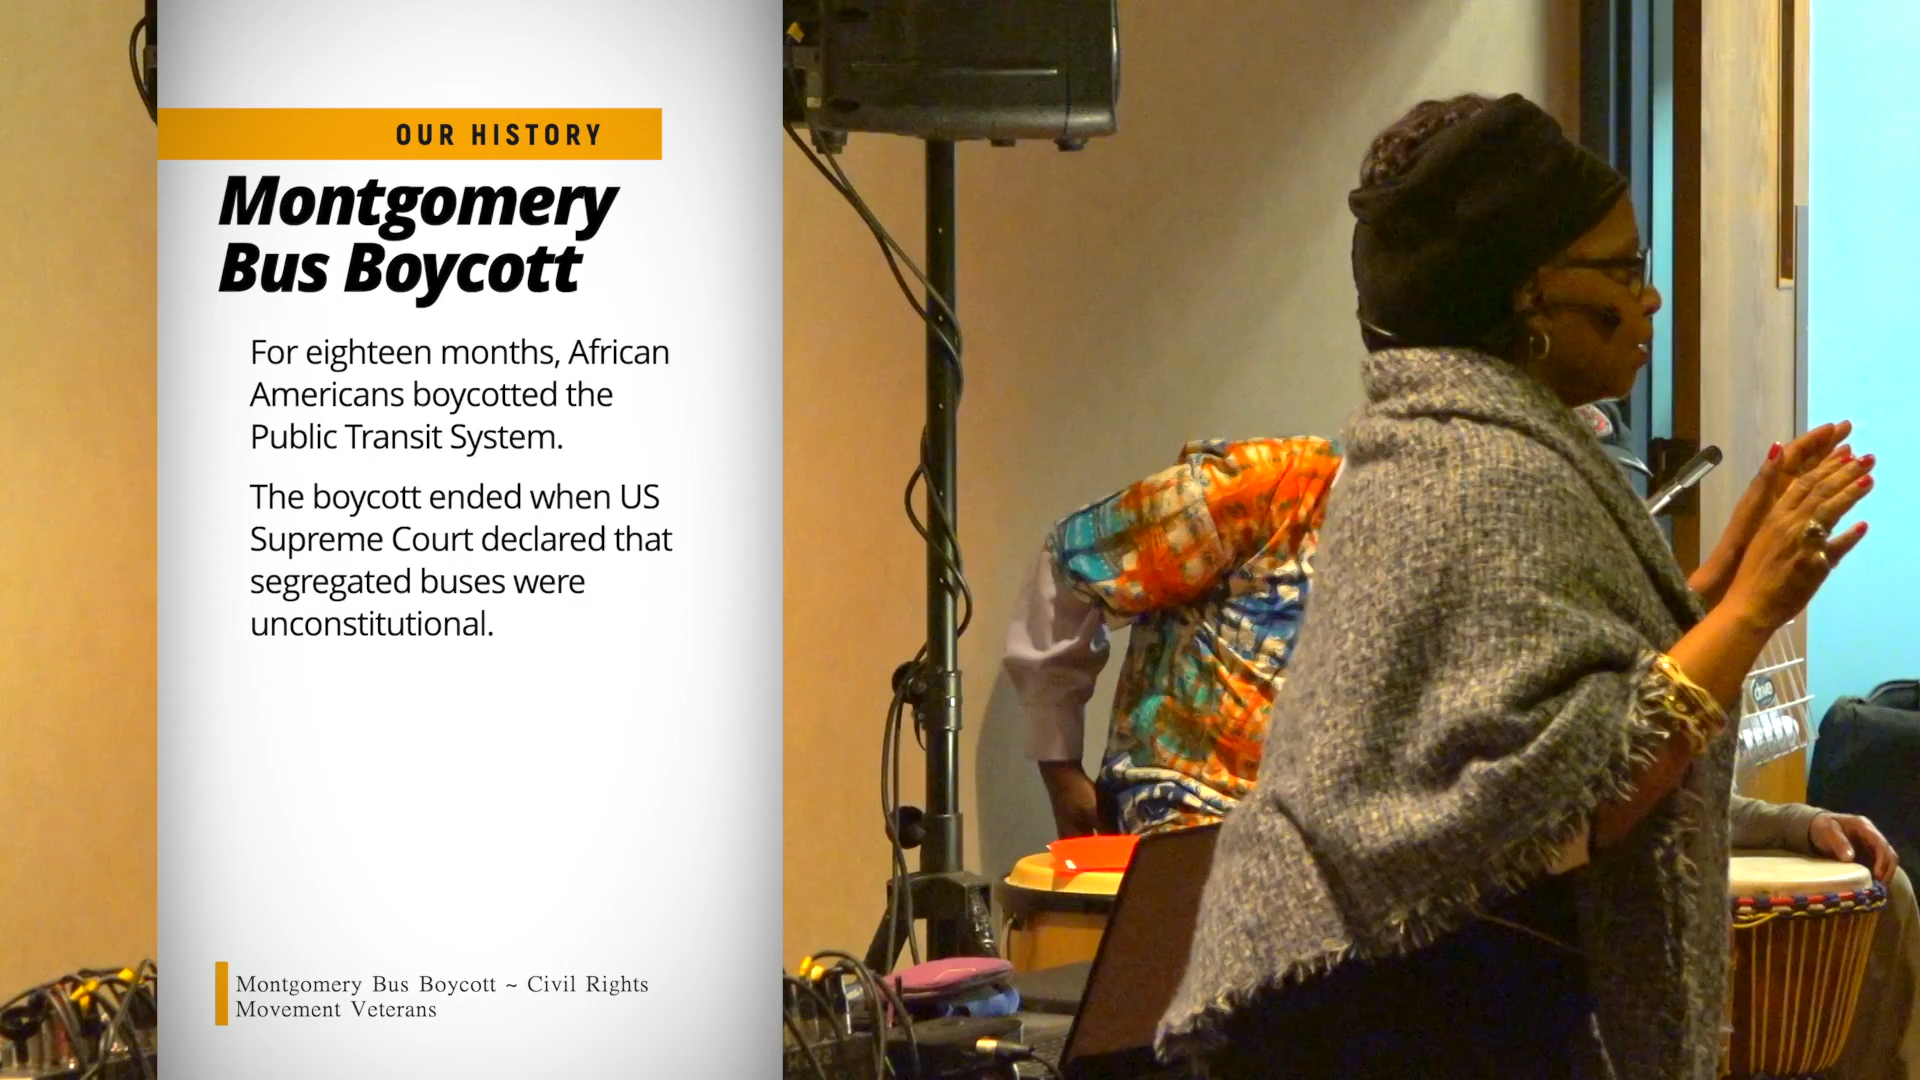 OUR HISTORY
Montgomery
Bus Boycott
For eighteen months, African
Americans boycotted the
Public Transit System.
The boycott ended when US
Supreme Court declared that
segregated buses were
unconstitutional.
Montgomery Bus Boycott ~ Civil Rights
Movement Veterans
drive